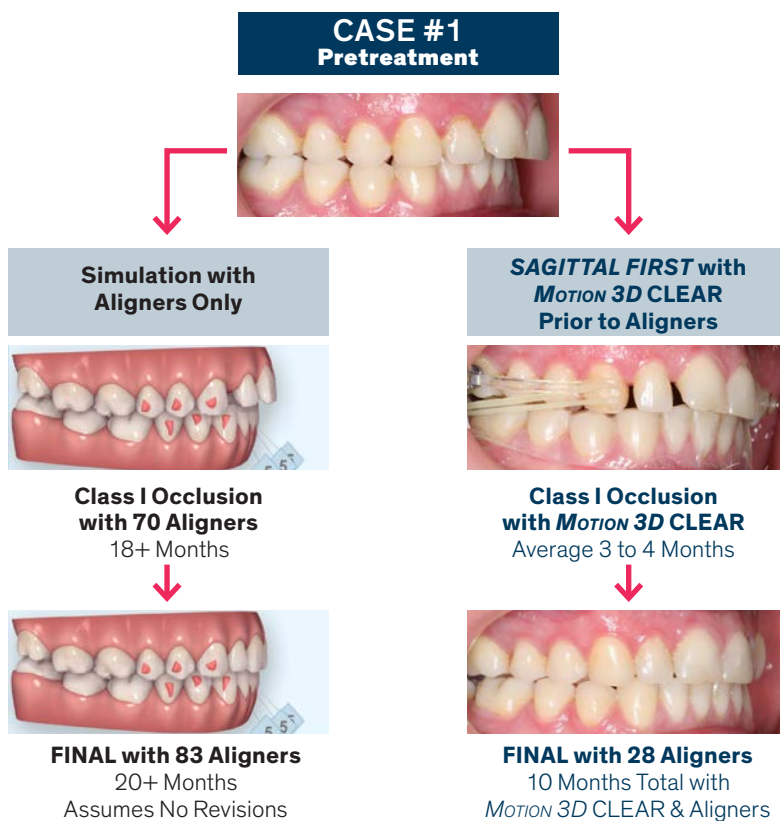 CASE #1
Pretreatment
Simulation with
Aligners Only
Class I Occlusion
with 70 Aligners
18+ Months
FINAL with 83 Aligners
20+ Months
Assumes No Revisions
SAGITTAL FIRST with
MOTION 3D CLEAR
Prior to Aligners
Class I Occlusion
with MOTION 3D CLEAR
Average 3 to 4 Months
FINAL with 28 Aligners
10 Months Total with
MOTION 3D CLEAR & Aligners